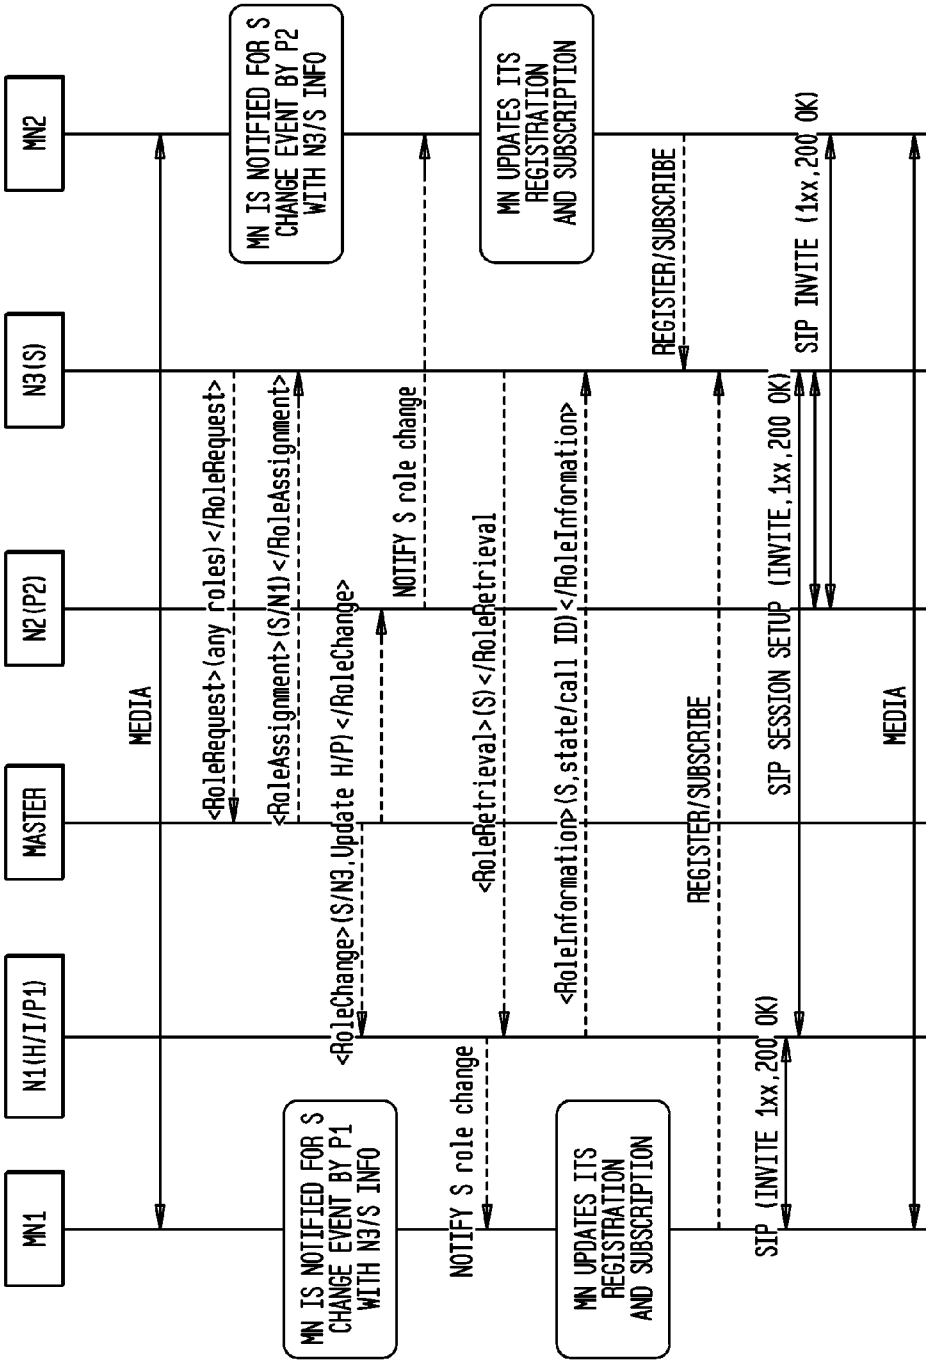 MN1
N1(H/I/P1)
MASTER
N2(P2)
N3(S)
MN2
MEDIA
<RoleRequest>(any roles)</RoleRequest>
MN IS NOTIFIED FOR S
CHANGE EVENT BY P2
WITH N3/S INFO
<RoleAssignment>(S/N1)</RoleAssignment>
MN IS NOTIFIED FOR S
CHANGE EVENT BY P1
WITH N3/S INFO
<RoleChange>(S/N3,Update H/P)</RoleChange>
NOTIFY S role change
NOTIFY S role change
<RoleRetrieval>(S)</RoleRetrieval
MN UPDATES ITS
REGISTRATION
AND SUBSCRIPTION
<RoleInformation>(S,state/call ID)</RoleInformation>
MN UPDATES ITS
REGISTRATION
AND SUBSCRIPTION
REGISTER/SUBSCRIBE
REGISTER/SUBSCRIBE
SIP (INVITE 1xx,200 OK)
SIP SESSION SETUP (INVITE,1xx,200 OK)
SIP INVITE (1xx,200 OK)
MEDIA